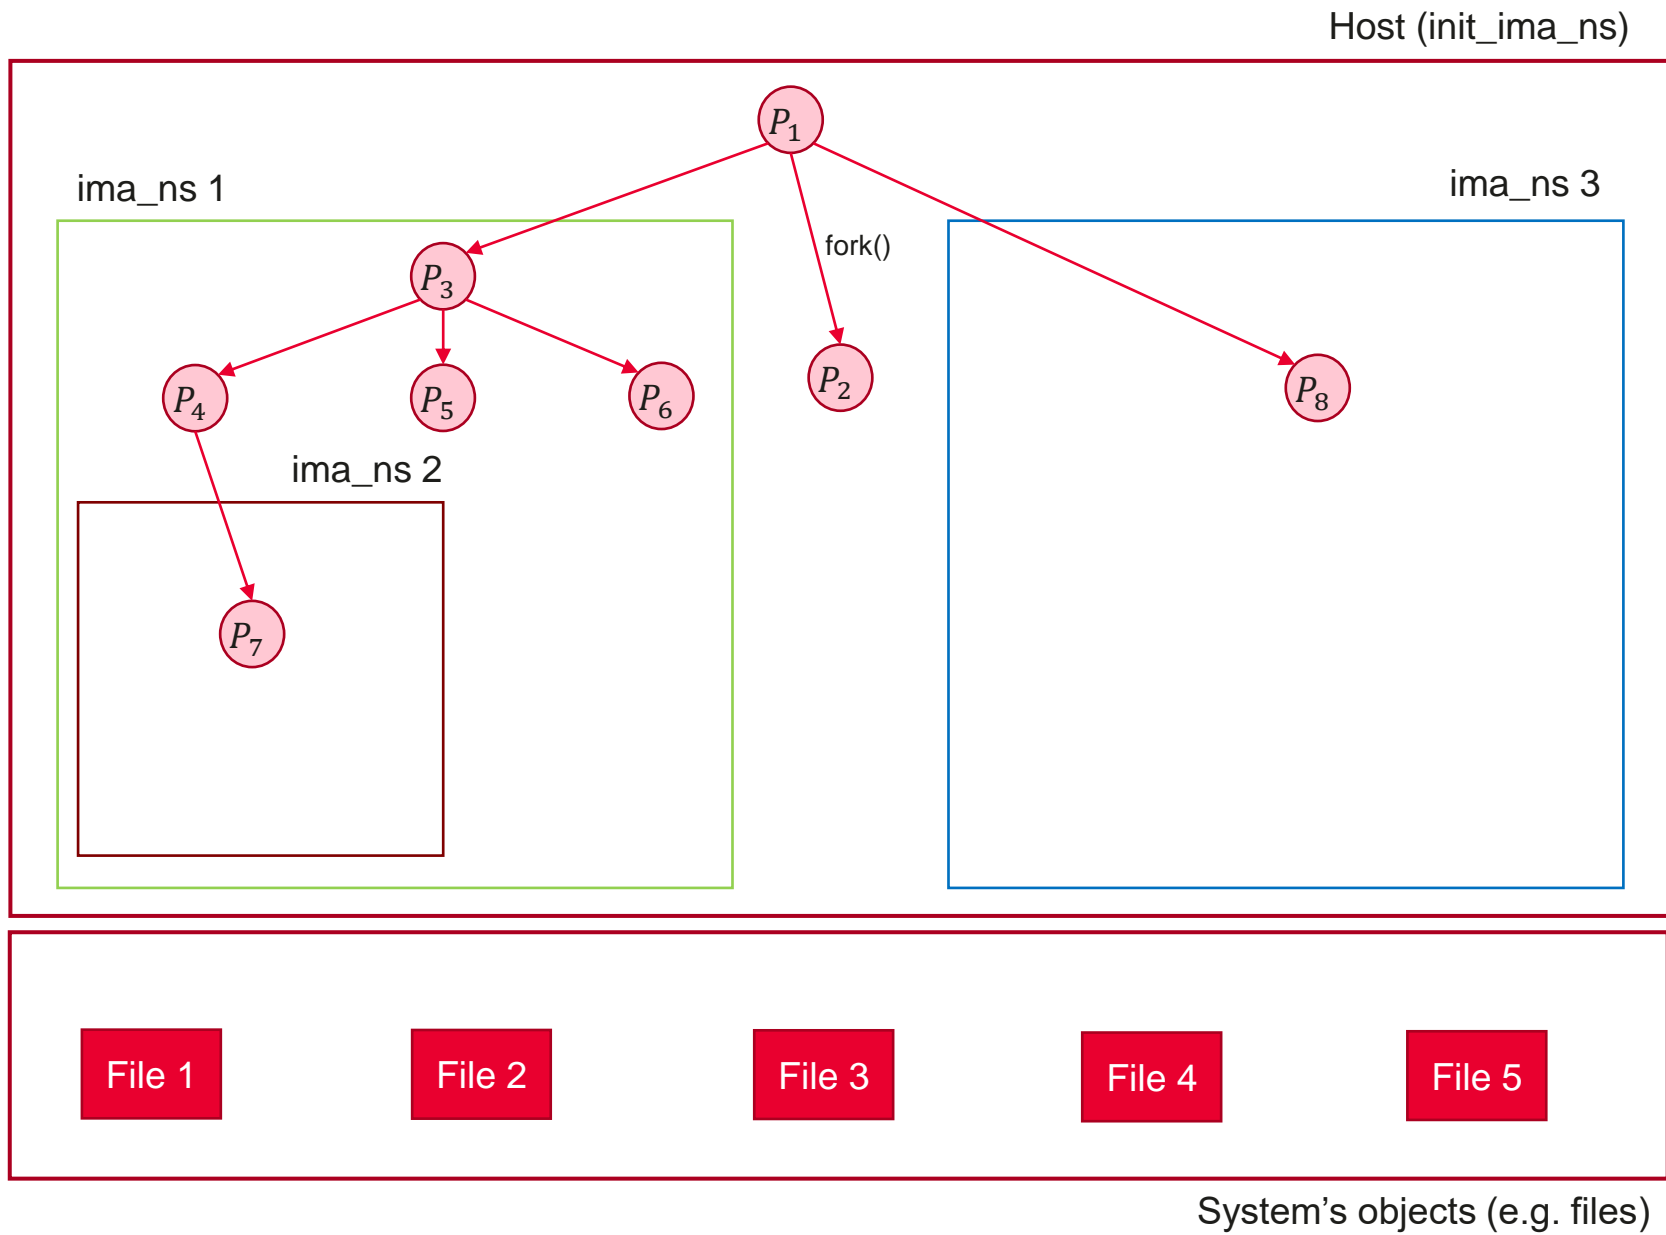 Host (init_ima_ns)
P₁
ima_ns 1
ima_ns 3
fork()
P₃
P₄
P₅
P₆
P₂
P₈
ima_ns 2
P₇
File 1
File 2
File 3
File 4
File 5
System’s objects (e.g. files)